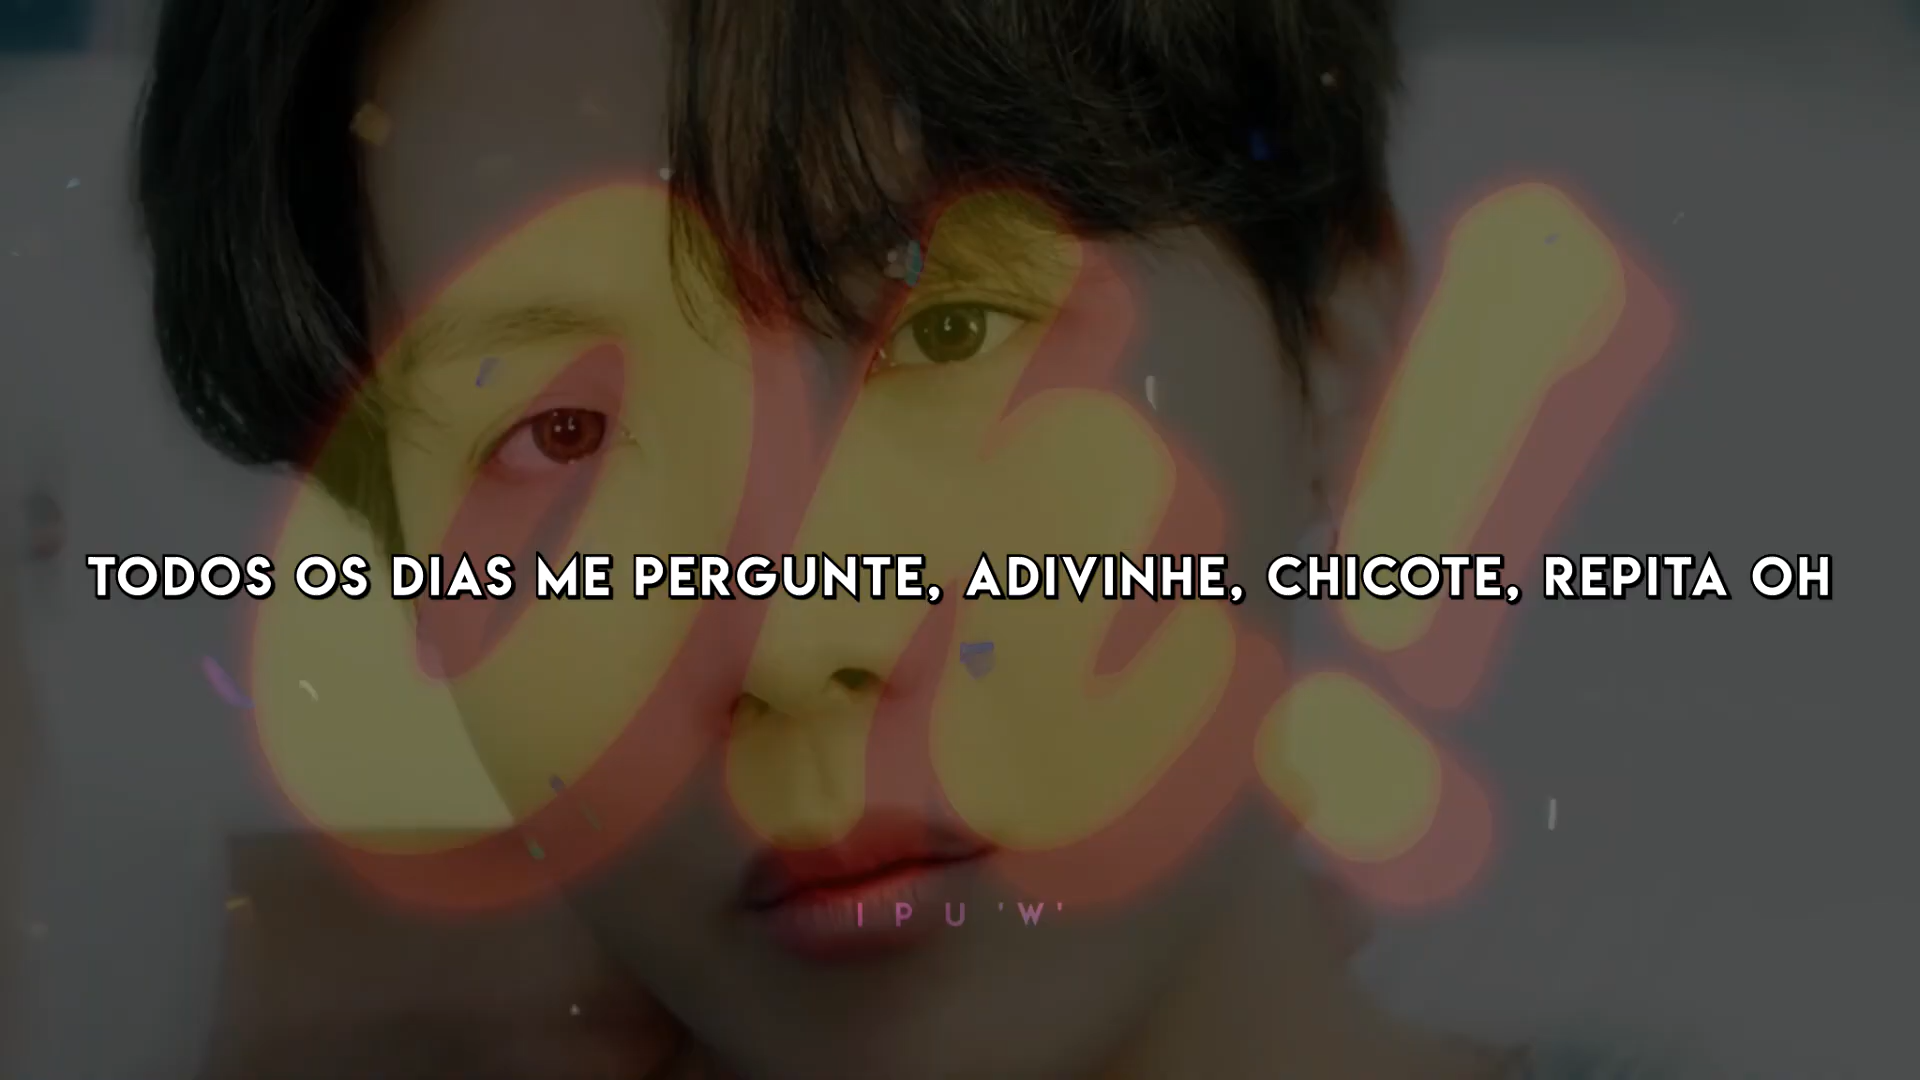 Oh!
TODOS OS DIAS ME PERGUNTE, ADIVINHE, CHICOTE, REPITA OH
I P U 'W'